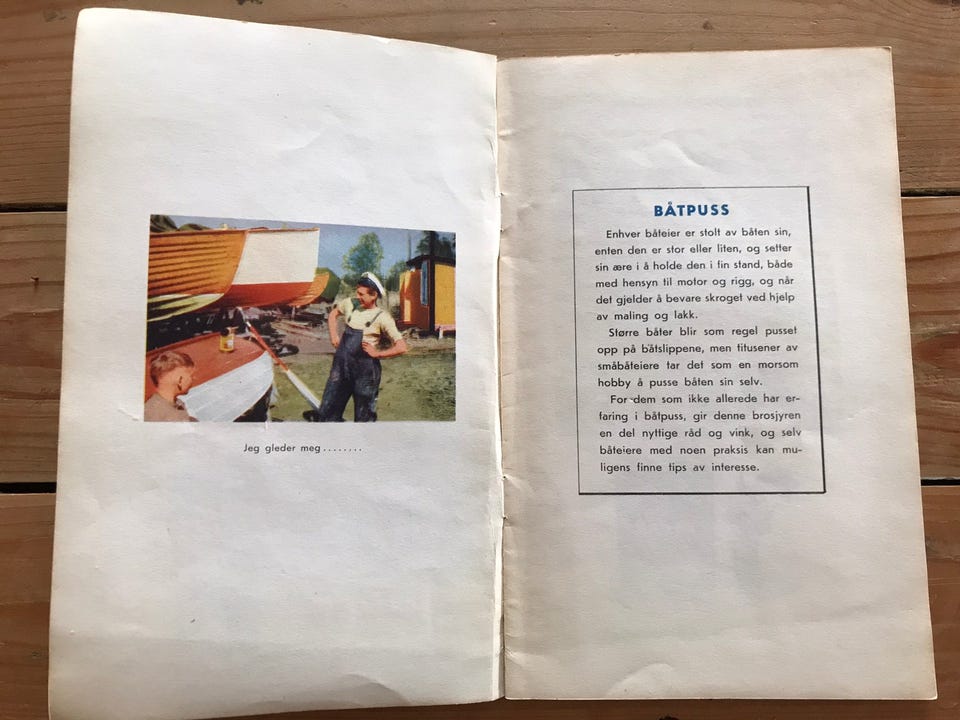 Jeg gleder meg........
BÅTPUSS
Enhver båteier er stolt av båten sin,
enten den er stor eller liten, og setter
sin ære i å holde den i fin stand, både
med hensyn til motor og rigg, og når
det gjelder å bevare skroget ved hjelp
av maling og lakk.
Større båter blir som regel pusset
opp på båtslippene, men titusener av
småbåteiere tar det som en morsom
hobby å pusse båten sin selv.
For dem som ikke allerede har er-
faring i båtpuss, gir denne brosjyren
en del nyttige råd og vink, og selv
båteiere med noen praksis kan mu-
ligens finne tips av interesse.